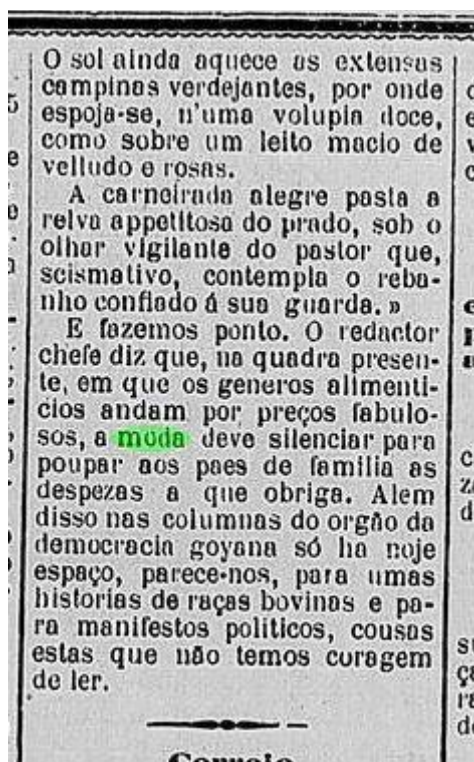 O sol ainda aquece as extensas
campinas verdejantes, por onde
espoja-se, n'uma volupia doce,
como sobre um leito macio de
velludo e rosas.
A carneirada alegre pasta a
relva appetitosa do prado, sob o
olhar vigilante do pastor que,
scismativo, contempla o reba-
nho confiado á sua guarda. »
E fazemos ponto. O redactor
chefe diz que, na quadra presen-
te, em que os generos alimenti-
cios andam por preços fabulo-
sos, a moda deve silenciar para
poupar aos paes de familia as
despezas a que obriga. Alem
disso nas columnas do orgão da
democracia goyana só ha hoje
espaço, parece-nos, para umas
historias de raças bovinas e pa-
ra manifestos politicos, cousas
estas que não temos coragem
de ler.
Correio